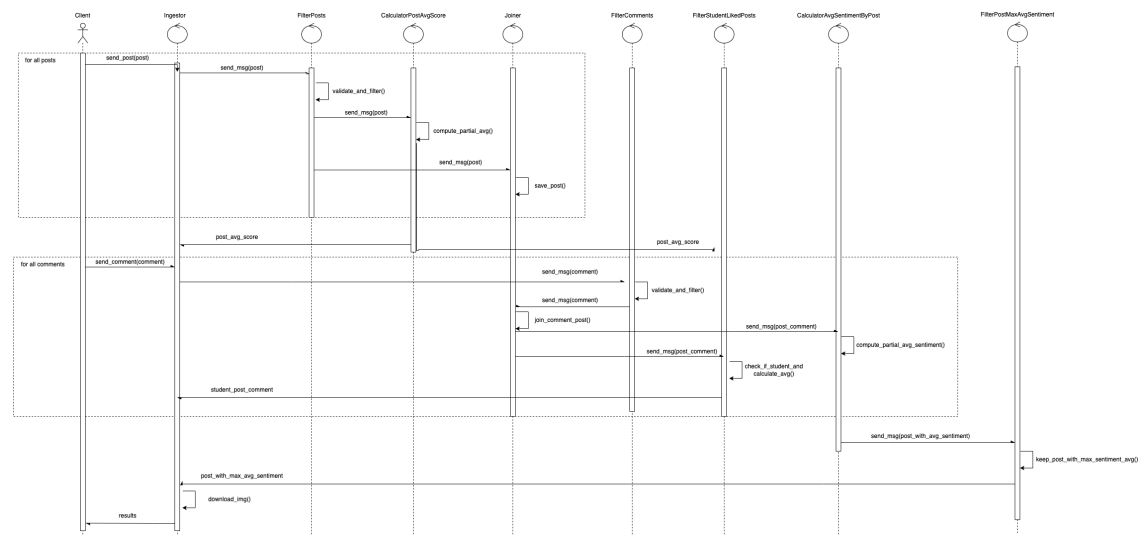 Client
Ingestor
FilterPosts
CalculatorPostAvgScore
Joiner
FilterComments
FilterStudentLikedPosts
CalculatorAvgSentimentByPost
FilterPostMaxAvgSentiment
for all posts
send_post(post)
send_msg(post)
validate_and_filter()
send_msg(post)
compute_partial_avg()
send_msg(post)
save_post()
post_avg_score
post_avg_score
for all comments
send_comment(comment)
send_msg(comment)
validate_and_filter()
send_msg(comment)
join_comment_post()
send_msg(post_comment)
compute_partial_avg_sentiment()
send_msg(post_comment)
check_if_student_and
calculate_avg()
student_post_comment
send_msg(post_with_avg_sentiment)
keep_post_with_max_sentiment_avg()
post_with_max_avg_sentiment
download_img()
results